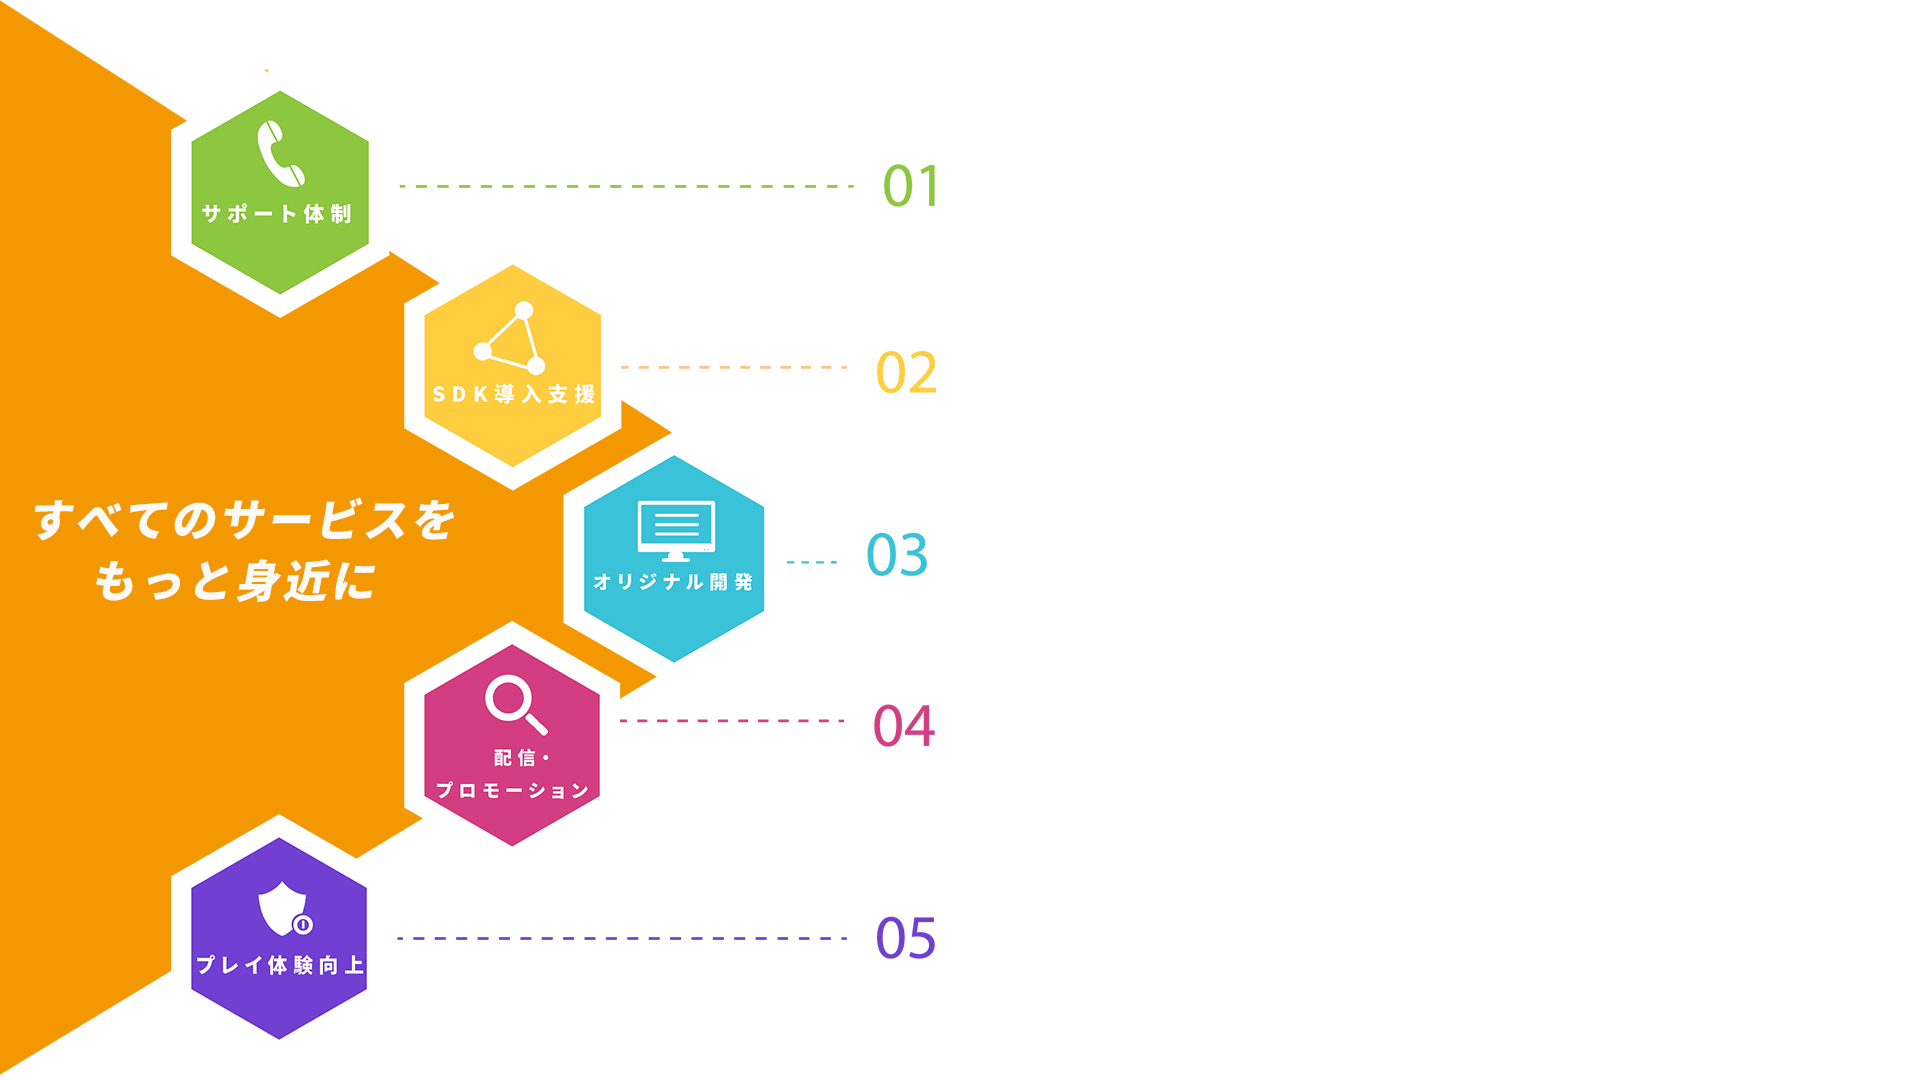 サポート体制
01
SDK導入支援
02
すべてのサービスを
もっと身近に
オリジナル開発
03
配信・
プロモーション
04
プレイ体験向上
05